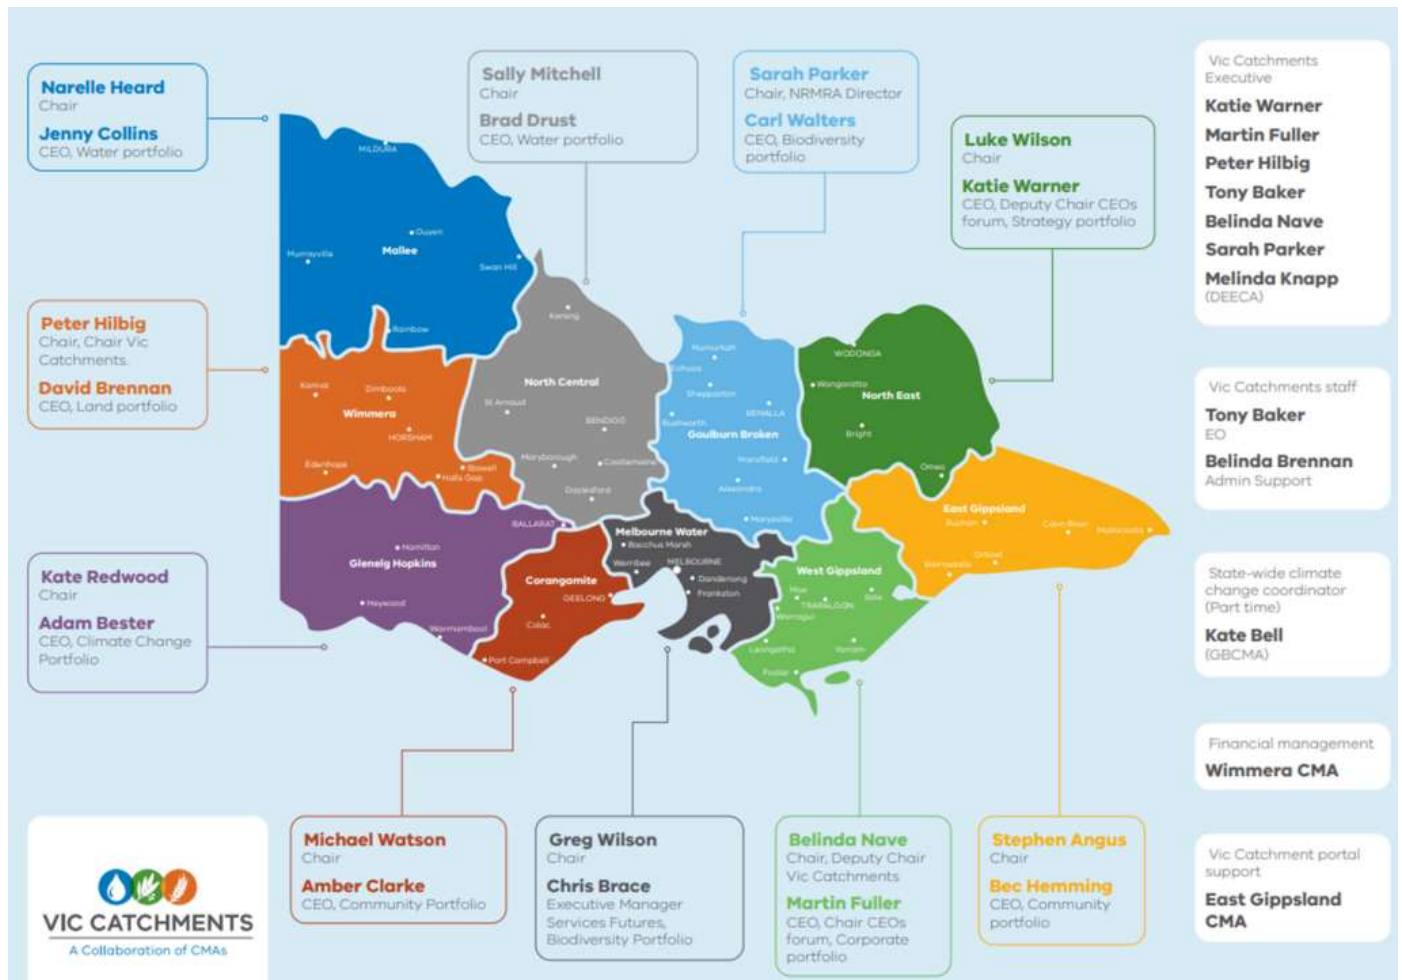 Narelle Heard
Chair
Jenny Collins
CEO, Water portfolio
Sally Mitchell
Chair
Brad Drust
CEO, Water portfolio
Sarah Parker
Chair, NRMRA Director
Carl Walters
CEO, Biodiversity
portfolio
Luke Wilson
Chair
Katie Warner
CEO, Deputy Chair CEOs
forum, Strategy portfolio
Peter Hilbig
Chair, Chair Vic
Catchments.
David Brennan
CEO, Land portfolio
Kate Redwood
Chair
Adam Bester
CEO, Climate Change
Portfolio
MILDURA
Ouyen
Mallee
Murrayville
Swan Hill
Rainbow
Kerang
North Central
St Arnaud
BENDIGO
Maryborough
Castlemaine
Daylesford
Kaniva
Dimboola
Wimmera
HORSHAM
Edenhope
Stawell
Halls Gap
Numurkah
Echuca
Shepparton
BENALLA
Rushworth
Goulburn Broken
Mansfield
Alexandra
Marysville
WODONGA
Wangaratta
North East
Bright
Omeo
East Gippsland
Buchan
Cann River
Mallacoota
Orbost
Bairnsdale
BALLARAT
Hamilton
Glenelg Hopkins
Heywood
Warrnambool
Corangamite
GEELONG
Colac
Port Campbell
Melbourne Water
Bacchus Marsh
Werribee
MELBOURNE
Dandenong
Frankston
West Gippsland
Moe
Sale
TRARALGON
Warragul
Leongatha
Yarram
Foster
Michael Watson
Chair
Amber Clarke
CEO, Community Portfolio
Greg Wilson
Chair
Chris Brace
Executive Manager
Services Futures,
Biodiversity Portfolio
Belinda Nave
Chair, Deputy Chair
Vic Catchments
Martin Fuller
CEO, Chair CEOs
forum, Corporate
portfolio
Stephen Angus
Chair
Bec Hemming
CEO, Community
portfolio
VIC CATCHMENTS
A Collaboration of CMAs
Vic Catchments
Executive
Katie Warner
Martin Fuller
Peter Hilbig
Tony Baker
Belinda Nave
Sarah Parker
Melinda Knapp
(DEECA)
Vic Catchments staff
Tony Baker
EO
Belinda Brennan
Admin Support
State-wide climate
change coordinator
(Part time)
Kate Bell
(GBCMA)
Financial management
Wimmera CMA
Vic Catchment portal
support
East Gippsland
CMA